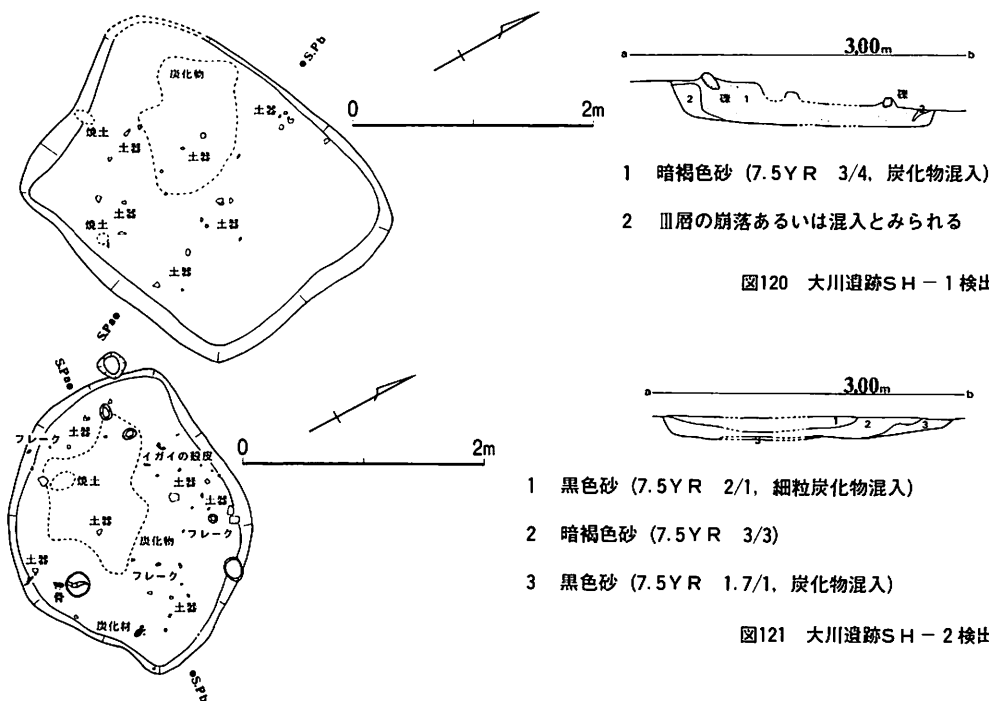 S.Pb
炭化物
土器
焼土
土器
土器
土器
土器
焼土
土器
S.Pa
0 2m
a 3.00m b
2 礫 1 礫 2
1 暗褐色砂 (7.5YR 3/4, 炭化物混入)
2 Ⅲ層の崩落あるいは混入とみられる
図120 大川遺跡SH-1検出
S.Pa
土器
フレーク
イガイの殻皮
焼土
土器
土器
土器
フレーク
炭化物
土器
フレーク
土器
炭化材
S.Pb
0 2m
a 3.00m b
1 2 3
3
1 黒色砂 (7.5YR 2/1, 細粒炭化物混入)
2 暗褐色砂 (7.5YR 3/3)
3 黒色砂 (7.5YR 1.7/1, 炭化物混入)
図121 大川遺跡SH-2検出